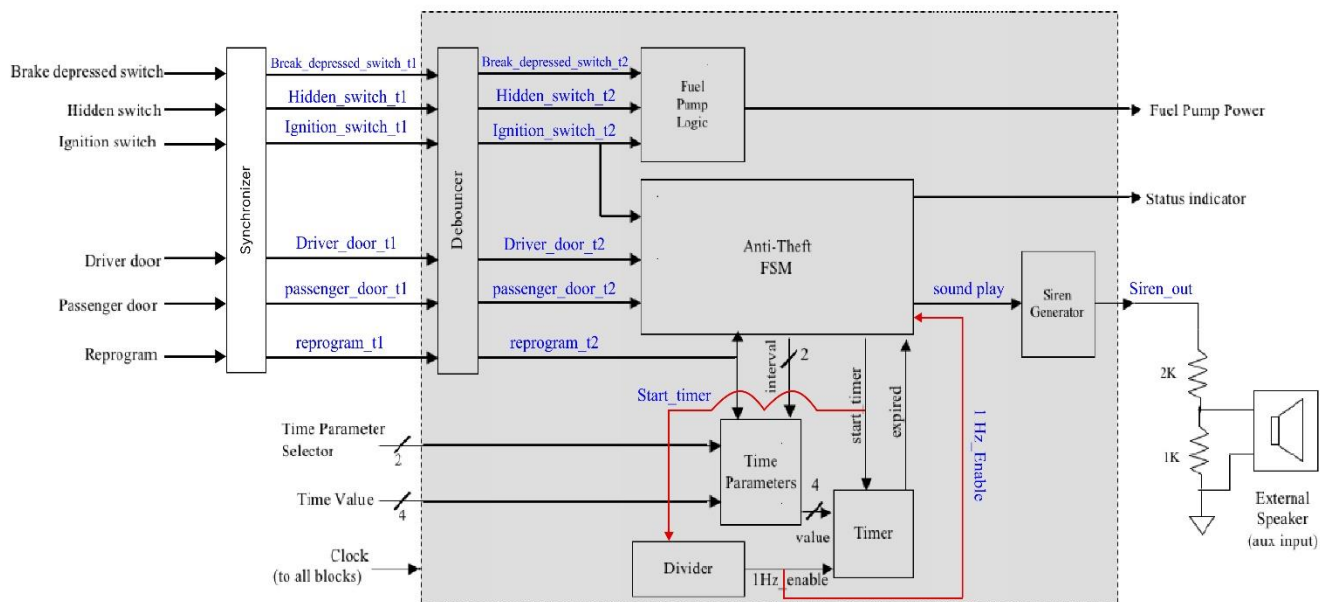 Brake depressed switch
Hidden switch
Ignition switch
Driver door
Passenger door
Reprogram
Synchronizer
Break_depressed_switch_t1
Hidden_switch_t1
Ignition_switch_t1
Driver_door_t1
passenger_door_t1
reprogram_t1
Debouncer
Break_depressed_switch_t2
Hidden_switch_t2
Ignition_switch_t2
Driver_door_t2
passenger_door_t2
reprogram_t2
Fuel
Pump
Logic
Fuel Pump Power
Anti-Theft
FSM
Status indicator
sound play
Siren
Generator
Siren_out
2K
1K
External
Speaker
(aux input)
interval
2
Start_timer
start_timer
expired
1 Hz_Enable
Time Parameter
Selector
2
Time Value
4
Time
Parameters
4
value
Timer
Clock
(to all blocks)
Divider
1Hz_enable